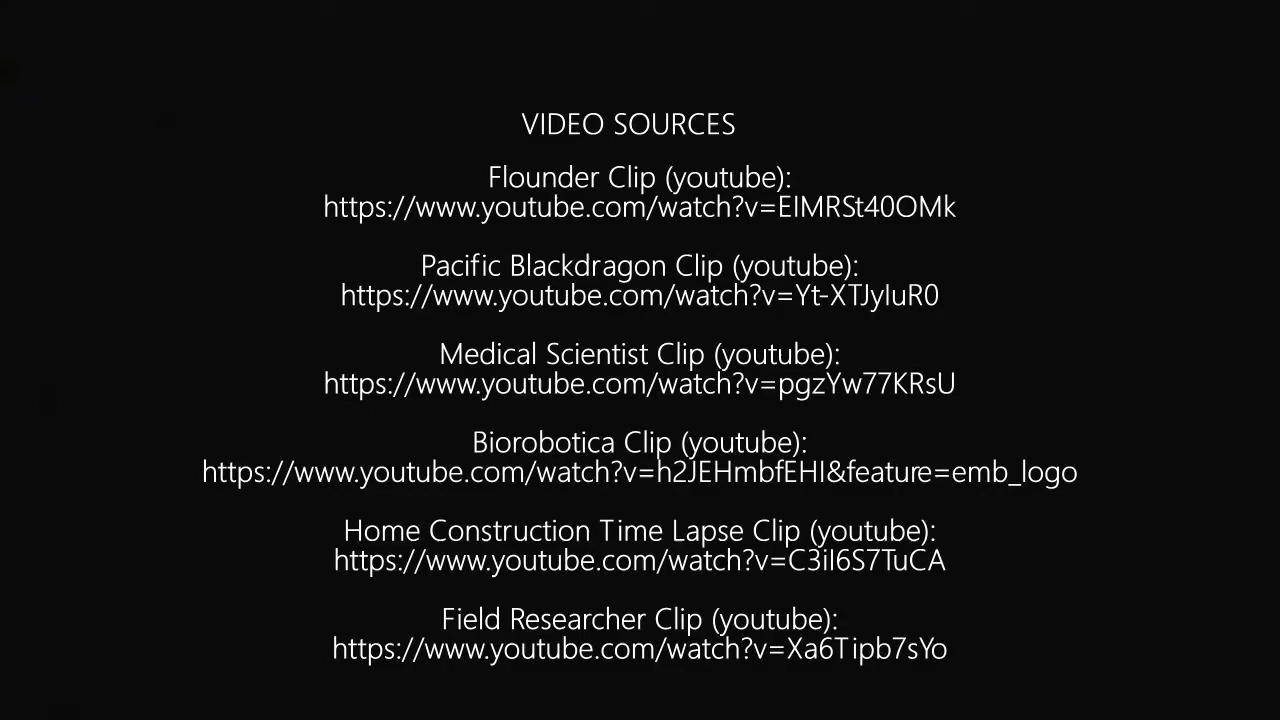 VIDEO SOURCES
Flounder Clip (youtube):
https://www.youtube.com/watch?v=EIMRSt40OMk
Pacific Blackdragon Clip (youtube):
https://www.youtube.com/watch?v=Yt-XTJyIuR0
Medical Scientist Clip (youtube):
https://www.youtube.com/watch?v=pgzYw77KRsU
Biorobotica Clip (youtube):
https://www.youtube.com/watch?v=h2JEHmbfEHI&feature=emb_logo
Home Construction Time Lapse Clip (youtube):
https://www.youtube.com/watch?v=C3iI6S7TuCA
Field Researcher Clip (youtube):
https://www.youtube.com/watch?v=Xa6Tipb7sYo